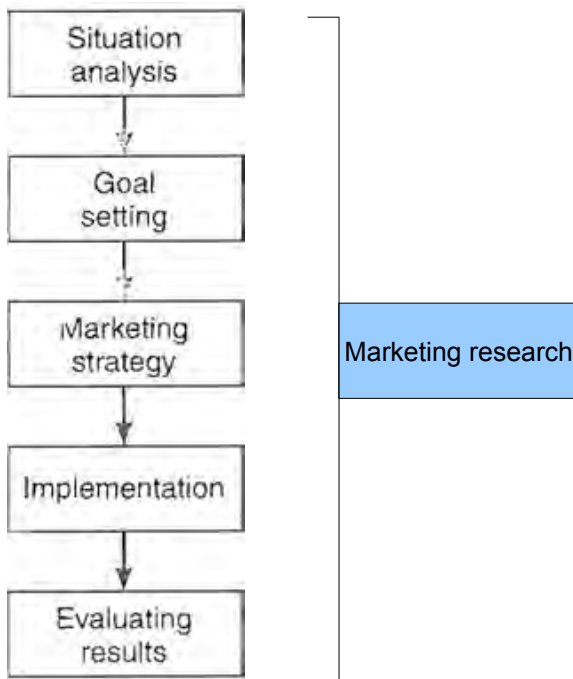 Situation
analysis
Goal
setting
Marketing
strategy
Marketing research
Implementation
Evaluating
results